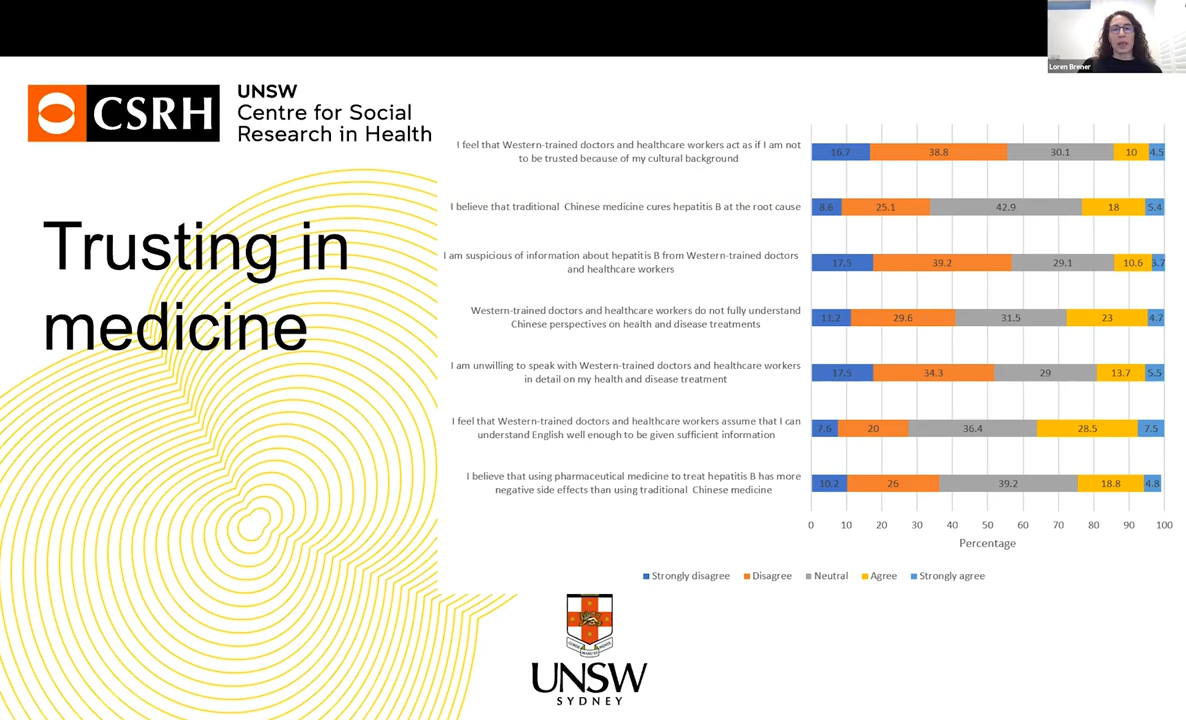 Loren Brener
CSRH
UNSW
Centre for Social
Research in Health
Trusting in
medicine
I feel that Western-trained doctors and healthcare workers act as if I am not
to be trusted because of my cultural background
16.7 38.8 30.1 10 4.5
I believe that traditional Chinese medicine cures hepatitis B at the root cause
8.6 25.1 42.9 18 5.4
I am suspicious of information about hepatitis B from Western-trained doctors
and healthcare workers
17.5 39.2 29.1 10.6 3.7
Western-trained doctors and healthcare workers do not fully understand
Chinese perspectives on health and disease treatments
11.2 29.6 31.5 23 4.7
I am unwilling to speak with Western-trained doctors and healthcare workers
in detail on my health and disease treatment
17.5 34.3 29 13.7 5.5
I feel that Western-trained doctors and healthcare workers assume that I can
understand English well enough to be given sufficient information
7.6 20 36.4 28.5 7.5
I believe that using pharmaceutical medicine to treat hepatitis B has more
negative side effects than using traditional Chinese medicine
10.2 26 39.2 18.8 4.8
0 10 20 30 40 50 60 70 80 90 100
Percentage
Strongly disagree Disagree Neutral Agree Strongly agree
UNSW
SYDNEY